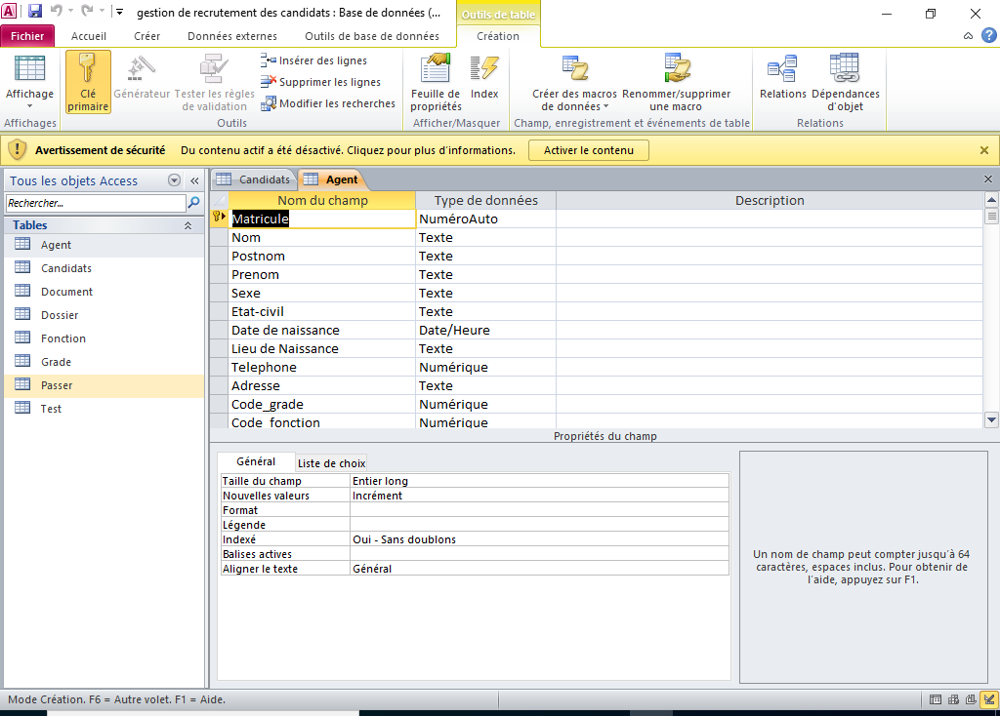 gestion de recrutement des candidats : Base de données (...
Outils de table
Fichier Accueil Créer Données externes Outils de base de données Création
Affichage
Clé primaire
Générateur
Tester les règles de validation
Insérer des lignes
Supprimer les lignes
Modifier les recherches
Feuille de propriétés
Index
Créer des macros de données
Renommer/supprimer une macro
Relations
Dépendances d'objet
Affichages Outils Afficher/Masquer Champ, enregistrement et événements de table Relations
Avertissement de sécurité Du contenu actif a été désactivé. Cliquez pour plus d'informations. Activer le contenu
Tous les objets Access
Rechercher...
Tables
Agent
Candidats
Document
Dossier
Fonction
Grade
Passer
Test
Candidats Agent
Nom du champ Type de données Description
Matricule NuméroAuto
Nom Texte
Postnom Texte
Prenom Texte
Sexe Texte
Etat-civil Texte
Date de naissance Date/Heure
Lieu de Naissance Texte
Telephone Numérique
Adresse Texte
Code_grade Numérique
Code_fonction Numérique
Propriétés du champ
Général Liste de choix
Taille du champ Entier long
Nouvelles valeurs Incrément
Format
Légende
Indexé Oui - Sans doublons
Balises actives
Aligner le texte Général
Un nom de champ peut compter jusqu'à 64
caractères, espaces inclus. Pour obtenir de
l'aide, appuyez sur F1.
Mode Création. F6 = Autre volet. F1 = Aide.